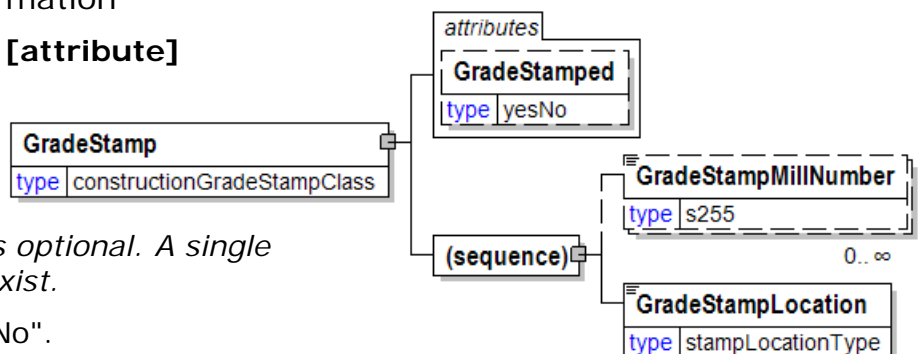 mation
[attribute]
attributes
GradeStamped
type yesNo
GradeStamp
type constructionGradeStampClass
GradeStampMillNumber
type s255
0.. ∞
(sequence)
GradeStampLocation
type stampLocationType
s optional. A single
xist.
No".